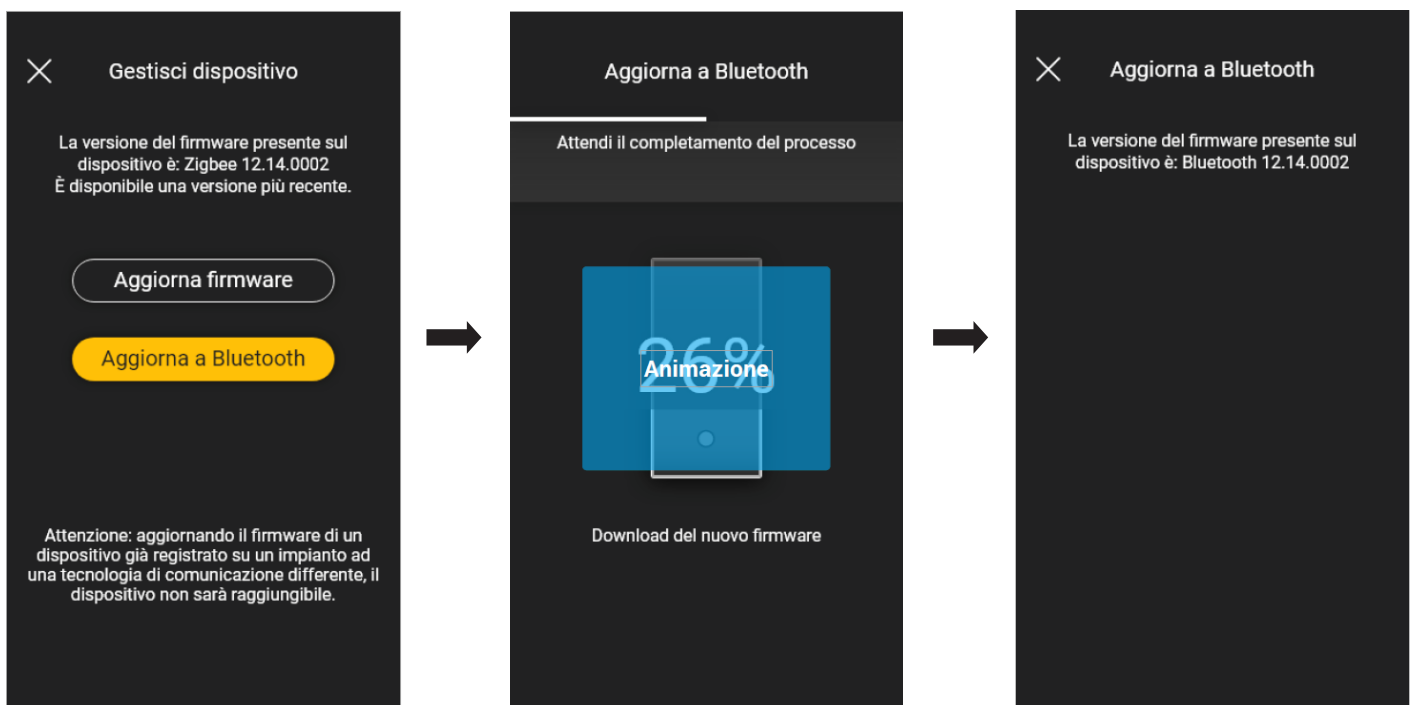 Gestisci dispositivo
La versione del firmware presente sul
dispositivo è: Zigbee 12.14.0002
È disponibile una versione più recente.
Aggiorna firmware
Aggiorna a Bluetooth
Attenzione: aggiornando il firmware di un
dispositivo già registrato su un impianto ad
una tecnologia di comunicazione differente, il
dispositivo non sarà raggiungibile.
Aggiorna a Bluetooth
Attendi il completamento del processo
26%
Animazione
Download del nuovo firmware
Aggiorna a Bluetooth
La versione del firmware presente sul
dispositivo è: Bluetooth 12.14.0002